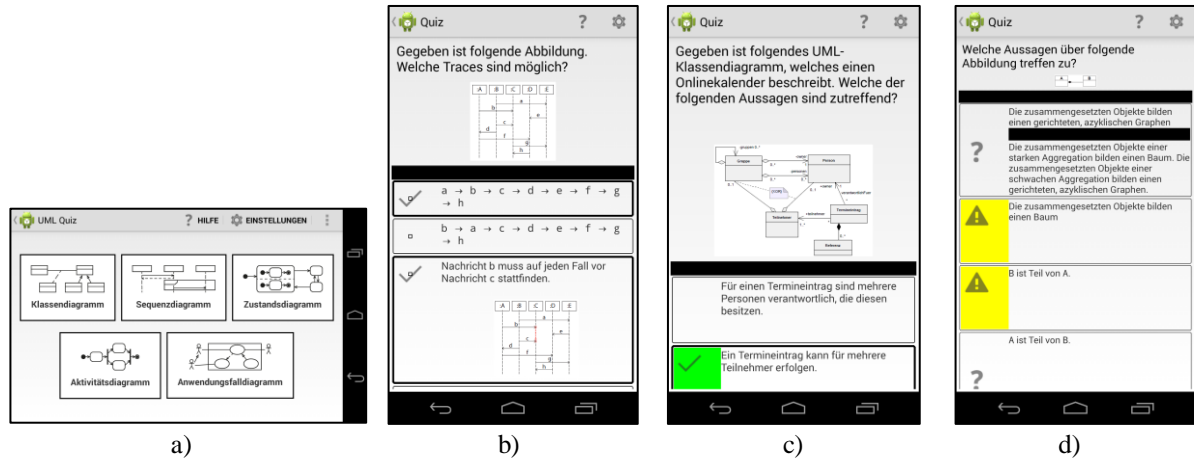 UML Quiz
? HILFE
EINSTELLUNGEN
Klassendiagramm
Sequenzdiagramm
Zustandsdiagramm
Aktivitätsdiagramm
Anwendungsfalldiagramm
a)
Quiz
?
Gegeben ist folgende Abbildung.
Welche Traces sind möglich?
:A :B :C :D :E
a
b
e
c
d
f
g
h
a → b → c → d → e → f → g
→ h
b → a → c → d → e → f → g
→ h
Nachricht b muss auf jeden Fall vor
Nachricht c stattfinden.
:A :B :C :D :E
a
b
e
c
d
f
g
h
b)
Quiz
?
Gegeben ist folgendes UML-
Klassendiagramm, welches einen
Onlinekalender beschreibt. Welche der
folgenden Aussagen sind zutreffend?
Gruppe
Person
{XOR}
Teilnehmer
Termineintrag
Für einen Termineintrag sind mehrere
Personen verantwortlich, die diesen
besitzen.
Ein Termineintrag kann für mehrere
Teilnehmer erfolgen.
c)
Quiz
?
Welche Aussagen über folgende
Abbildung treffen zu?
A B
Die zusammengesetzten Objekte bilden
einen gerichteten, azyklischen Graphen
?
Die zusammengesetzten Objekte einer
starken Aggregation bilden einen Baum. Die
zusammengesetzten Objekte einer
schwachen Aggregation bilden einen
gerichteten, azyklischen Graphen.
Die zusammengesetzten Objekte bilden
einen Baum
B ist Teil von A.
A ist Teil von B.
?
d)